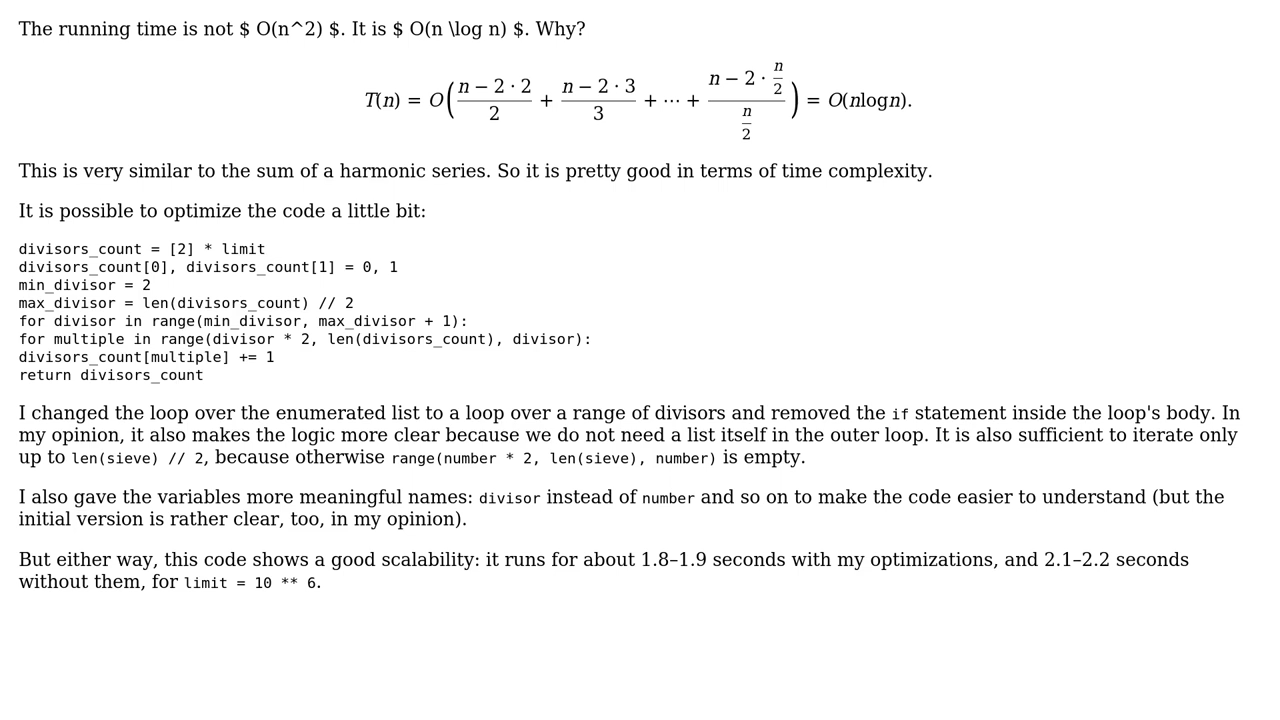 The running time is not $ O(n^2) $. It is $ O(n \log n) $. Why?
T(n) = O( (n − 2 · 2)/2 + (n − 2 · 3)/3 + ⋯ + (n − 2 · n/2)/(n/2) ) = O(nlogn).
This is very similar to the sum of a harmonic series. So it is pretty good in terms of time complexity.
It is possible to optimize the code a little bit:
divisors_count = [2] * limit
divisors_count[0], divisors_count[1] = 0, 1
min_divisor = 2
max_divisor = len(divisors_count) // 2
for divisor in range(min_divisor, max_divisor + 1):
for multiple in range(divisor * 2, len(divisors_count), divisor):
divisors_count[multiple] += 1
return divisors_count
I changed the loop over the enumerated list to a loop over a range of divisors and removed the if statement inside the loop's body. In
my opinion, it also makes the logic more clear because we do not need a list itself in the outer loop. It is also sufficient to iterate only
up to len(sieve) // 2, because otherwise range(number * 2, len(sieve), number) is empty.
I also gave the variables more meaningful names: divisor instead of number and so on to make the code easier to understand (but the
initial version is rather clear, too, in my opinion).
But either way, this code shows a good scalability: it runs for about 1.8–1.9 seconds with my optimizations, and 2.1–2.2 seconds
without them, for limit = 10 ** 6.